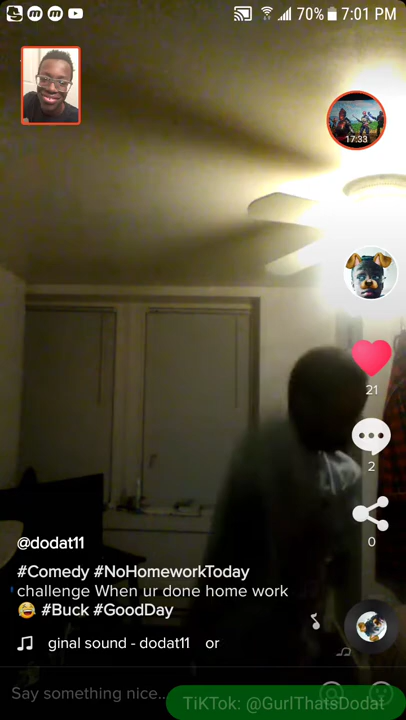 70% 7:01 PM
17:33
21
2
0
@dodat11
#Comedy #NoHomeworkToday
challenge When ur done home work
😂 #Buck #GoodDay
ginal sound - dodat11 or
Say something nice..
TikTok: @GurlThatsDodat